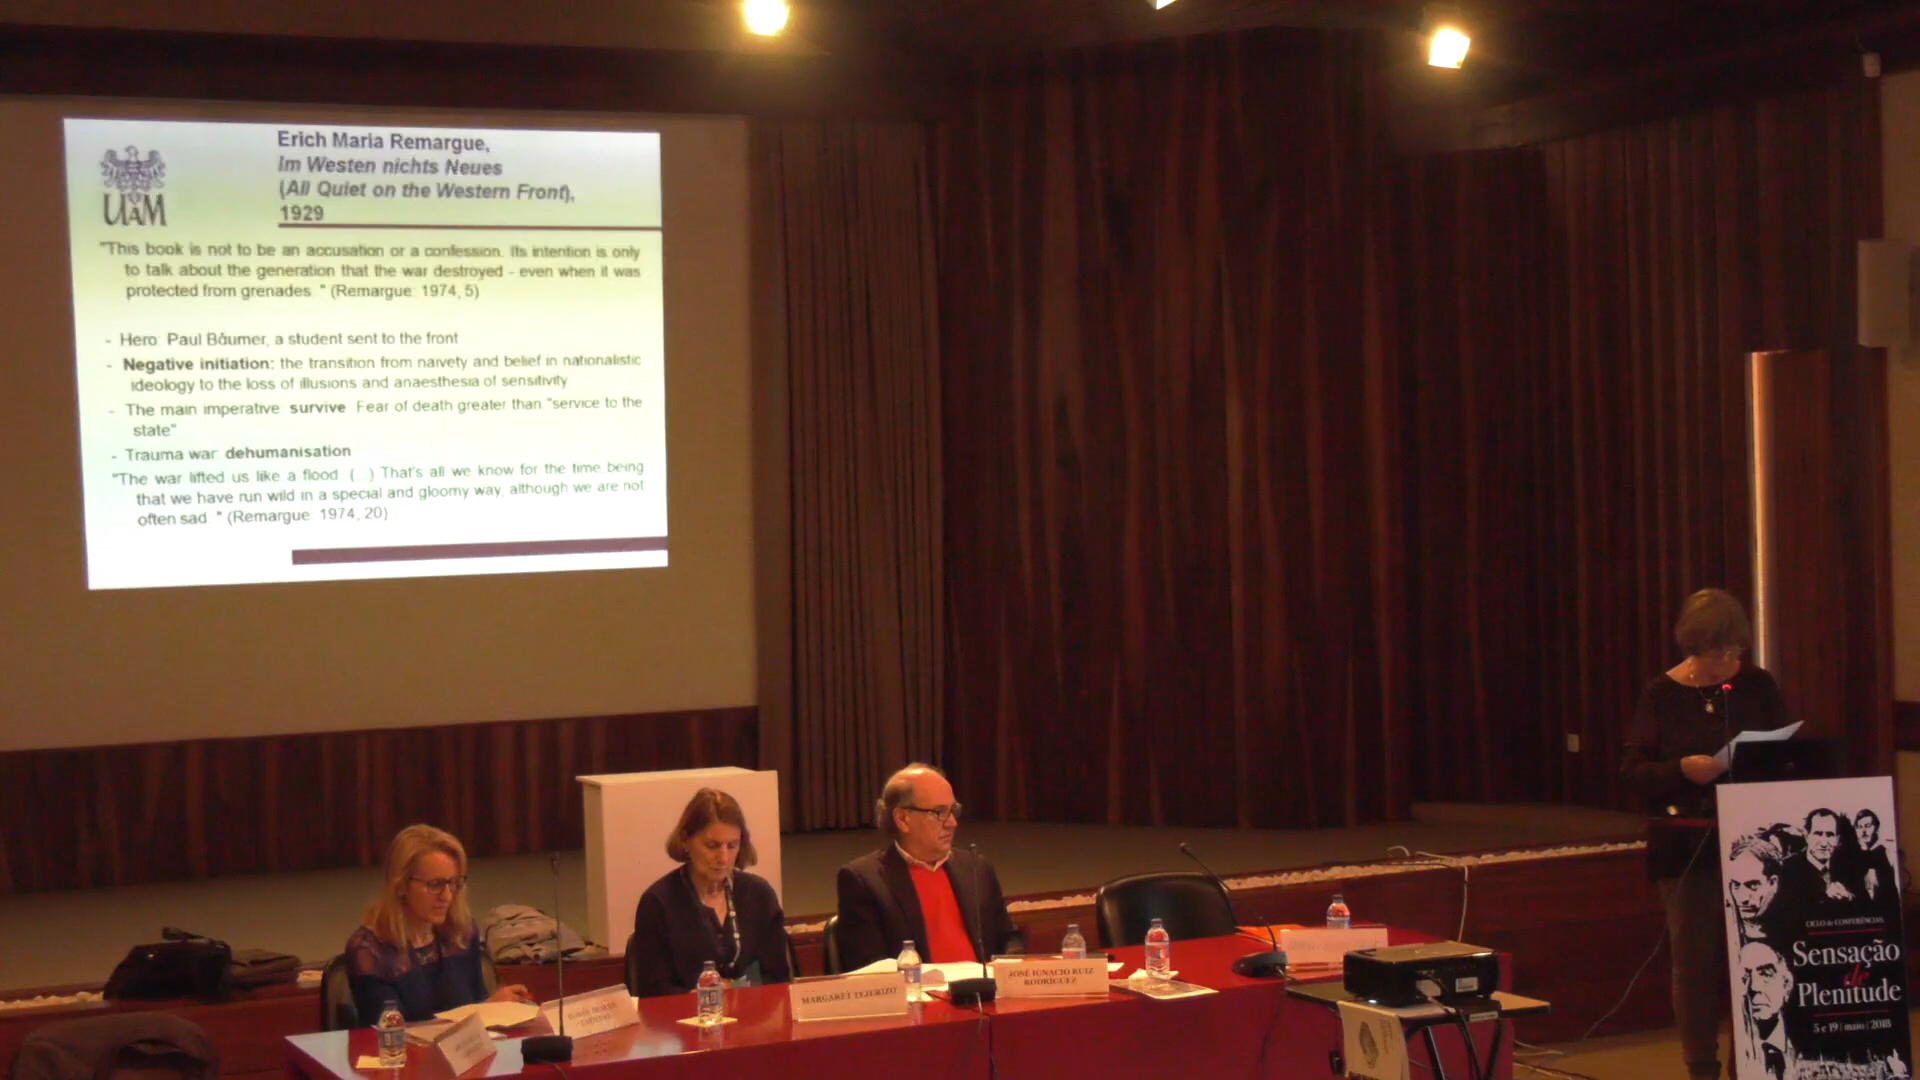 Erich Maria Remargue,
Im Westen nichts Neues
(All Quiet on the Western Front),
1929
UAM
"This book is not to be an accusation or a confession. Its intention is only
to talk about the generation that the war destroyed - even when it was
protected from grenades. " (Remargue: 1974, 5)
- Hero: Paul Bäumer, a student sent to the front
- Negative initiation: the transition from naivety and belief in nationalistic
ideology to the loss of illusions and anaesthesia of sensitivity
- The main imperative: survive. Fear of death greater than "service to the
state"
- Trauma war: dehumanisation
"The war lifted us like a flood. (...) That's all we know for the time being
that we have run wild in a special and gloomy way, although we are not
often sad. " (Remargue: 1974, 20)
MARGARET TEJERIZO
JOSÉ IGNACIO RUIZ
RODRÍGUEZ
CICLO de CONFERÊNCIAS
Sensação
de
Plenitude
5 e 19 | maio | 2018